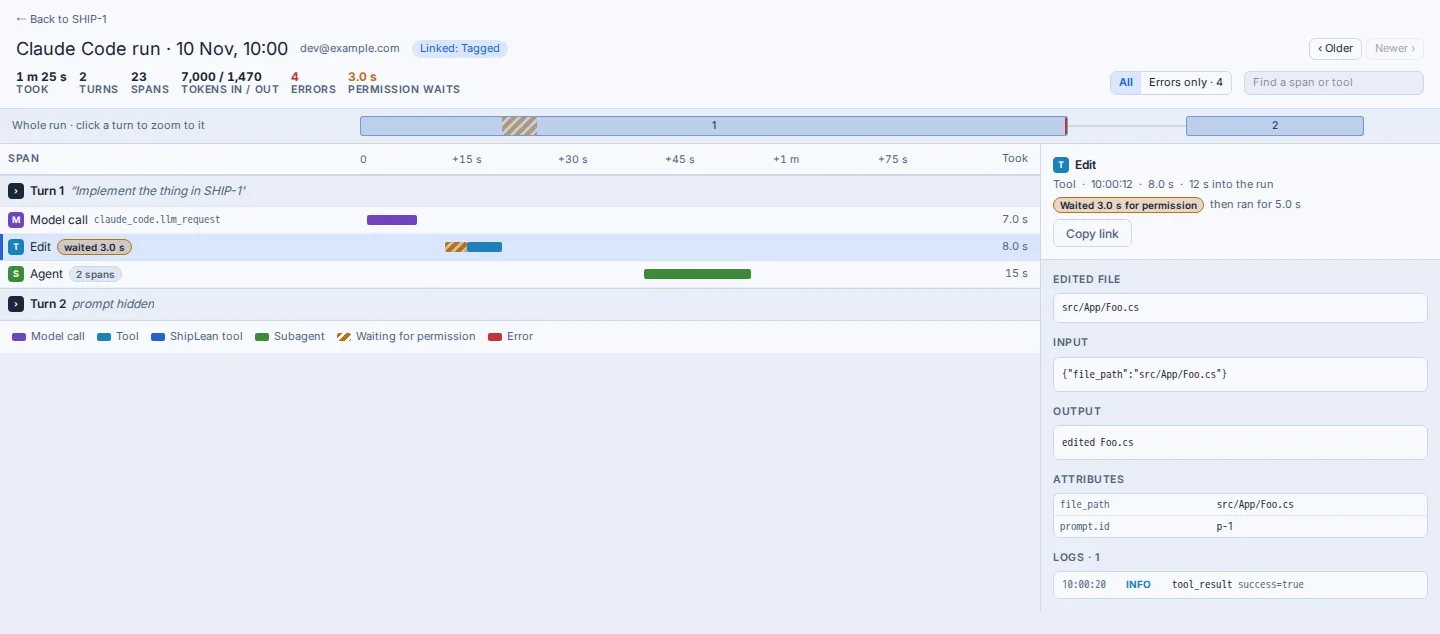 ← Back to SHIP-1
Claude Code run · 10 Nov, 10:00 dev@example.com Linked: Tagged ‹ Older Newer ›
1 m 25 s 2 23 7,000 / 1,470 4 3.0 s
TOOK TURNS SPANS TOKENS IN / OUT ERRORS PERMISSION WAITS
All Errors only · 4 Find a span or tool
Whole run · click a turn to zoom to it 1 2
SPAN 0 +15 s +30 s +45 s +1 m +75 s Took
› Turn 1 “Implement the thing in SHIP-1”
M Model call claude_code.llm_request 7.0 s
T Edit waited 3.0 s 8.0 s
S Agent 2 spans 15 s
› Turn 2 prompt hidden
Model call Tool ShipLean tool Subagent Waiting for permission Error
T Edit
Tool · 10:00:12 · 8.0 s · 12 s into the run
Waited 3.0 s for permission then ran for 5.0 s
Copy link
EDITED FILE
src/App/Foo.cs
INPUT
{"file_path":"src/App/Foo.cs"}
OUTPUT
edited Foo.cs
ATTRIBUTES
file_path src/App/Foo.cs
prompt.id p-1
LOGS · 1
10:00:20 INFO tool_result success=true